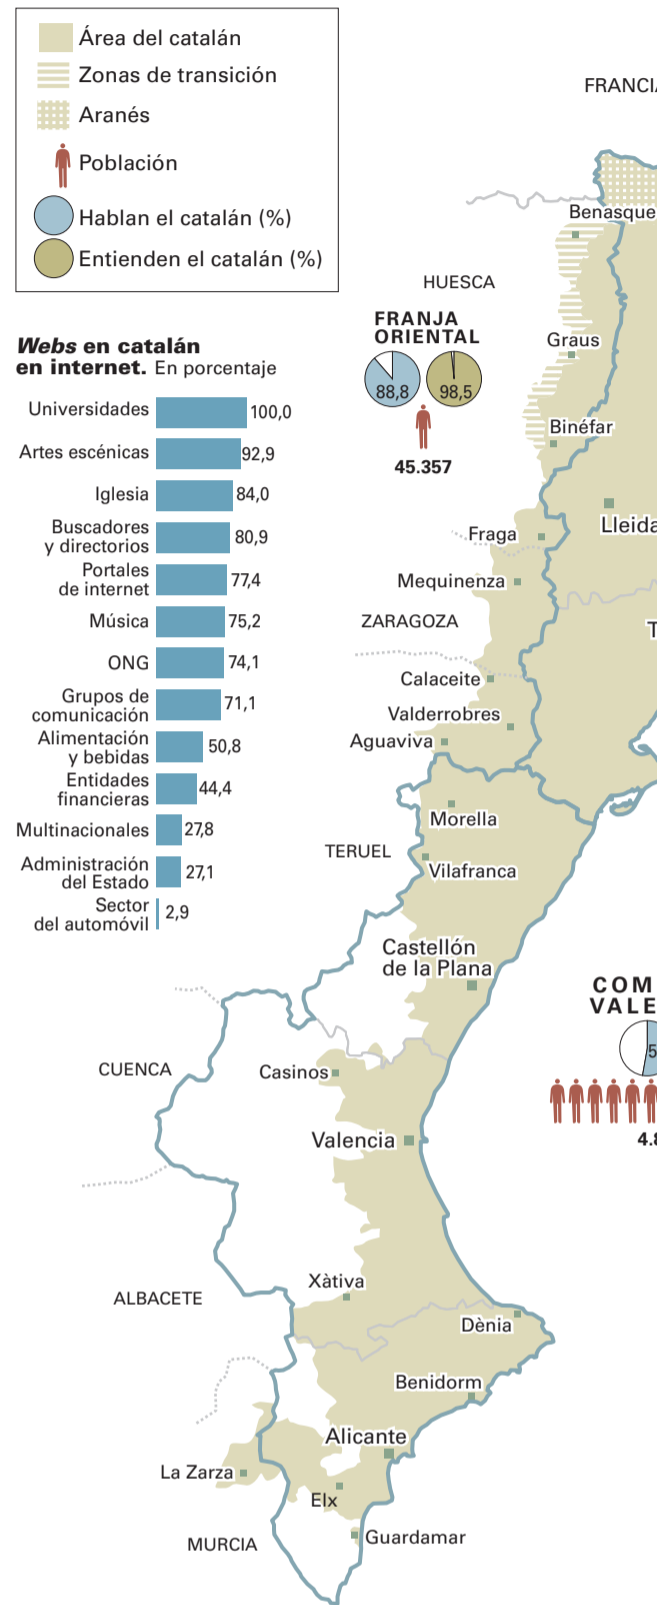 Área del catalán
Zonas de transición
Aranés
Población
Hablan el catalán (%)
Entienden el catalán (%)
Webs en catalán
en internet. En porcentaje
Universidades 100,0
Artes escénicas 92,9
Iglesia 84,0
Buscadores
y directorios 80,9
Portales
de internet 77,4
Música 75,2
ONG 74,1
Grupos de
comunicación 71,1
Alimentación
y bebidas 50,8
Entidades
financieras 44,4
Multinacionales 27,8
Administración
del Estado 27,1
Sector
del automóvil 2,9
FRANCIA
Benasque
HUESCA
FRANJA
ORIENTAL
88,8 98,5
45.357
Graus
Binéfar
Lleida
Fraga
Mequinenza
ZARAGOZA
T
Calaceite
Valderrobres
Aguaviva
Morella
TERUEL
Vilafranca
Castellón
de la Plana
COM
VALE
5
4.8
CUENCA
Casinos
Valencia
Xàtiva
ALBACETE
Dènia
Benidorm
Alicante
La Zarza
Elx
Guardamar
MURCIA